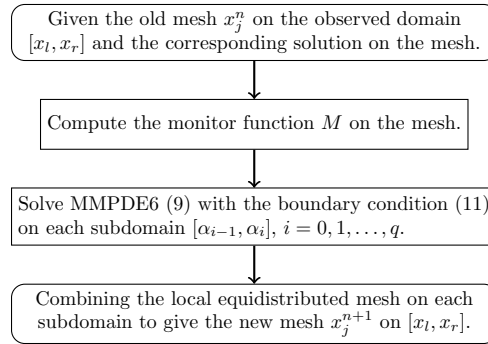 Given the old mesh $x_j^n$ on the observed domain
$[x_l, x_r]$ and the corresponding solution on the mesh.
Compute the monitor function $M$ on the mesh.
Solve MMPDE6 (9) with the boundary condition (11)
on each subdomain $[\alpha_{i-1}, \alpha_i]$, $i = 0, 1, \ldots, q$.
Combining the local equidistributed mesh on each
subdomain to give the new mesh $x_j^{n+1}$ on $[x_l, x_r]$.